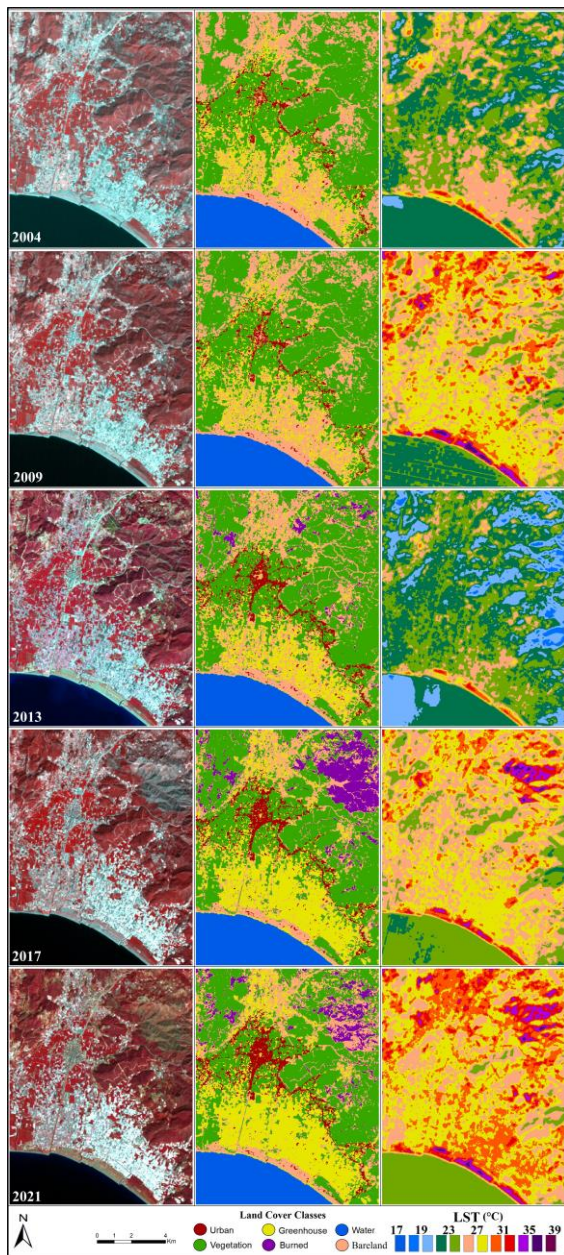 2004
2009
2013
2017
2021
N
0 1 2 4
Km
Land Cover Classes
Urban Greenhouse Water
Vegetation Burned Bareland
LST (°C)
17 19 23 27 31 35 39